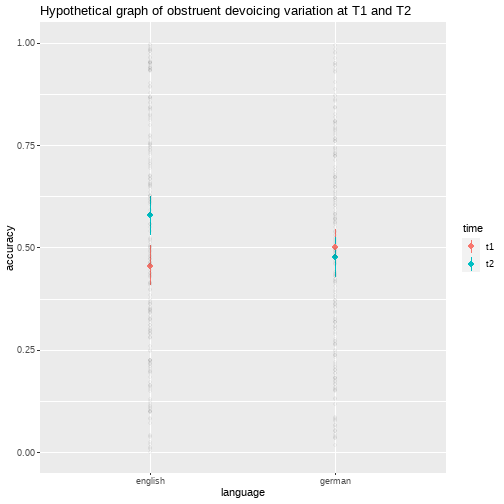 Hypothetical graph of obstruent devoicing variation at T1 and T2
1.00
0.75
0.50
0.25
0.00
accuracy
english
german
language
time
t1
t2